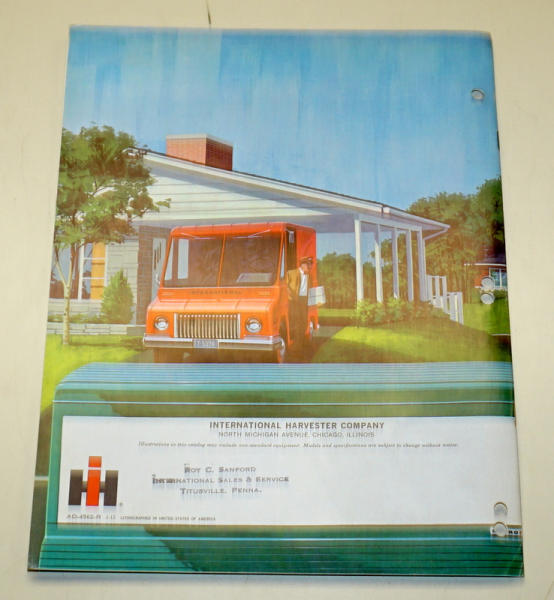 INTERNATIONAL
INTERNATIONAL HARVESTER COMPANY
NORTH MICHIGAN AVENUE, CHICAGO, ILLINOIS
Illustrations in this catalog may include non-standard equipment. Models and specifications are subject to change without notice.
ROY C. SANFORD
INTERNATIONAL SALES & SERVICE
TITUSVILLE, PENNA.
IH
®
AD-4562-R LITHOGRAPHED IN UNITED STATES OF AMERICA